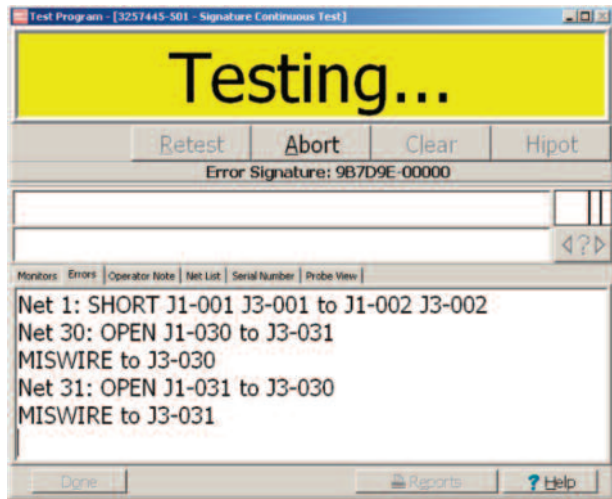 Test Program - [3257445-501 - Signature Continuous Test]
Testing...
Retest Abort Clear Hipot
Error Signature: 9B7D9E-00000
Monitors Errors Operator Note Net List Serial Number Probe View
Net 1: SHORT J1-001 J3-001 to J1-002 J3-002
Net 30: OPEN J1-030 to J3-031
MISWIRE to J3-030
Net 31: OPEN J1-031 to J3-030
MISWIRE to J3-031
Done Reports ? Help